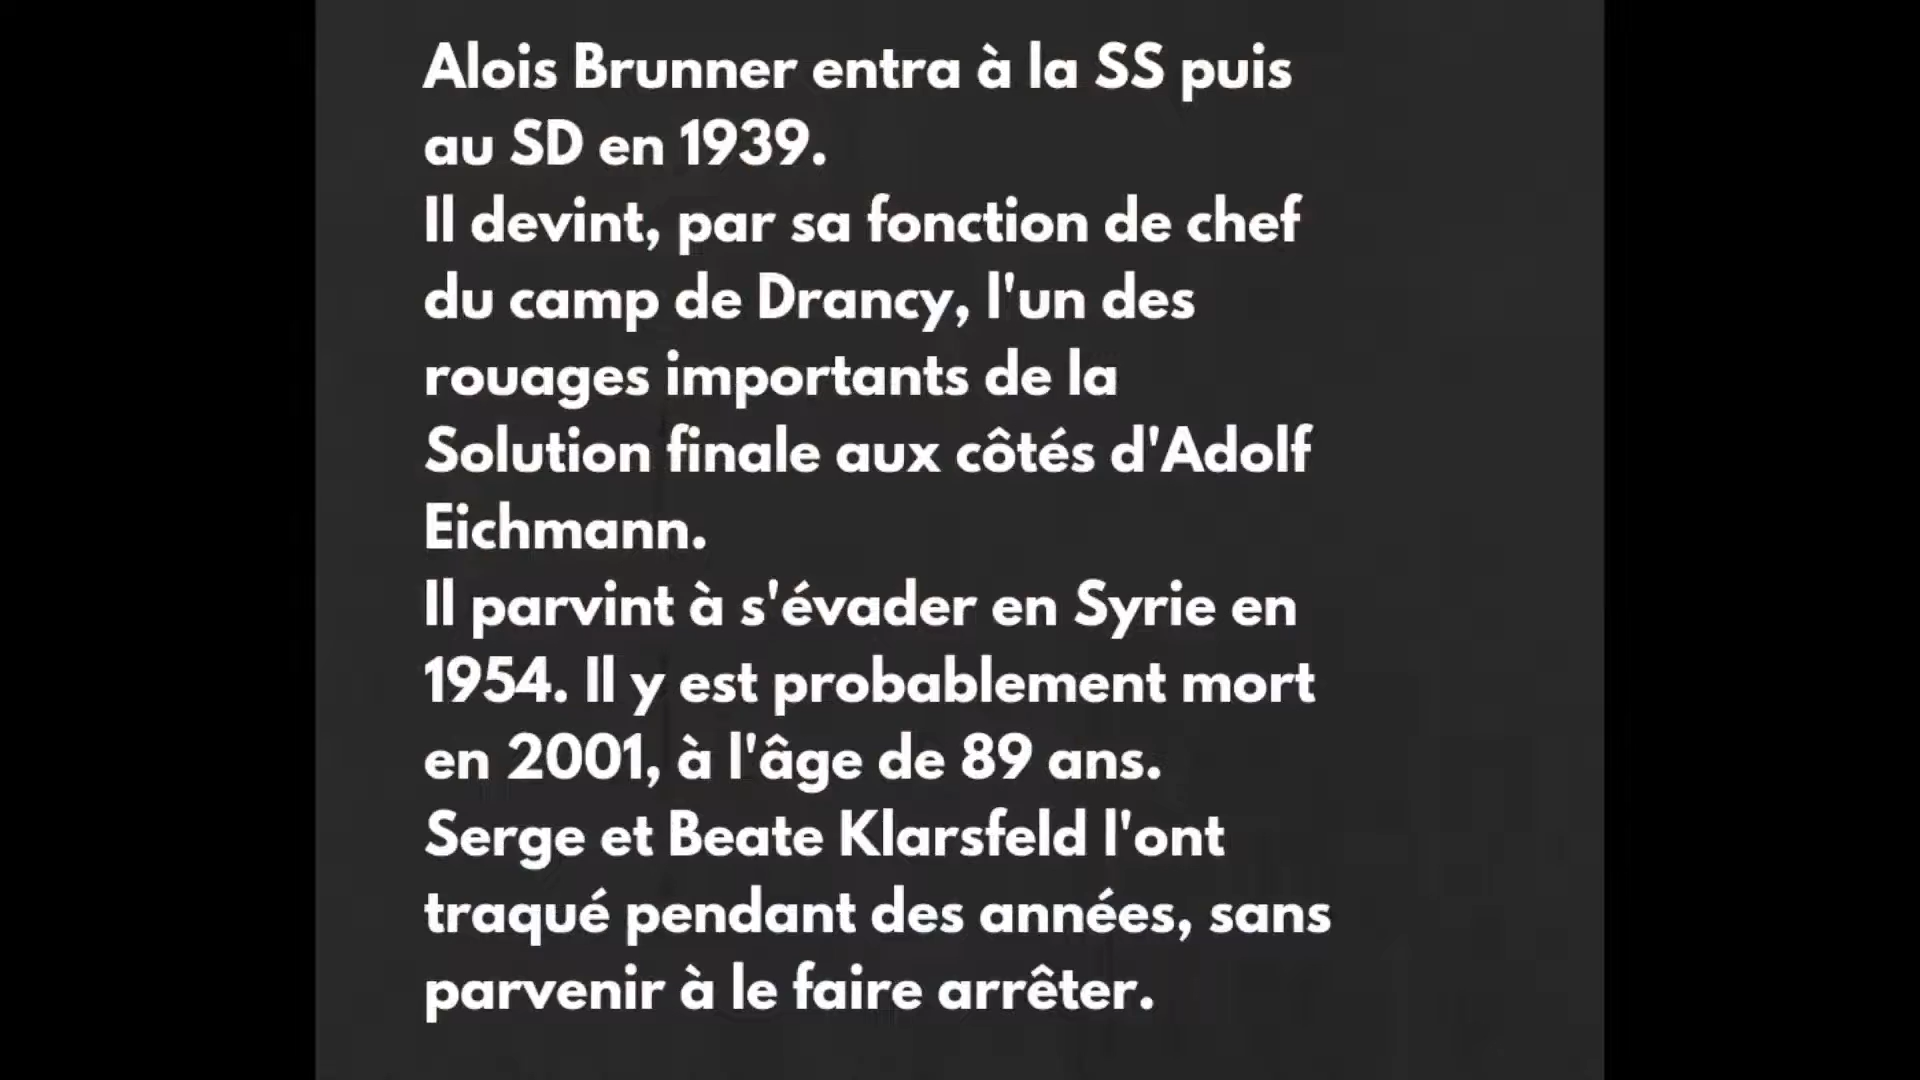 Alois Brunner entra à la SS puis
au SD en 1939.
Il devint, par sa fonction de chef
du camp de Drancy, l'un des
rouages importants de la
Solution finale aux côtés d'Adolf
Eichmann.
Il parvint à s'évader en Syrie en
1954. Il y est probablement mort
en 2001, à l'âge de 89 ans.
Serge et Beate Klarsfeld l'ont
traqué pendant des années, sans
parvenir à le faire arrêter.